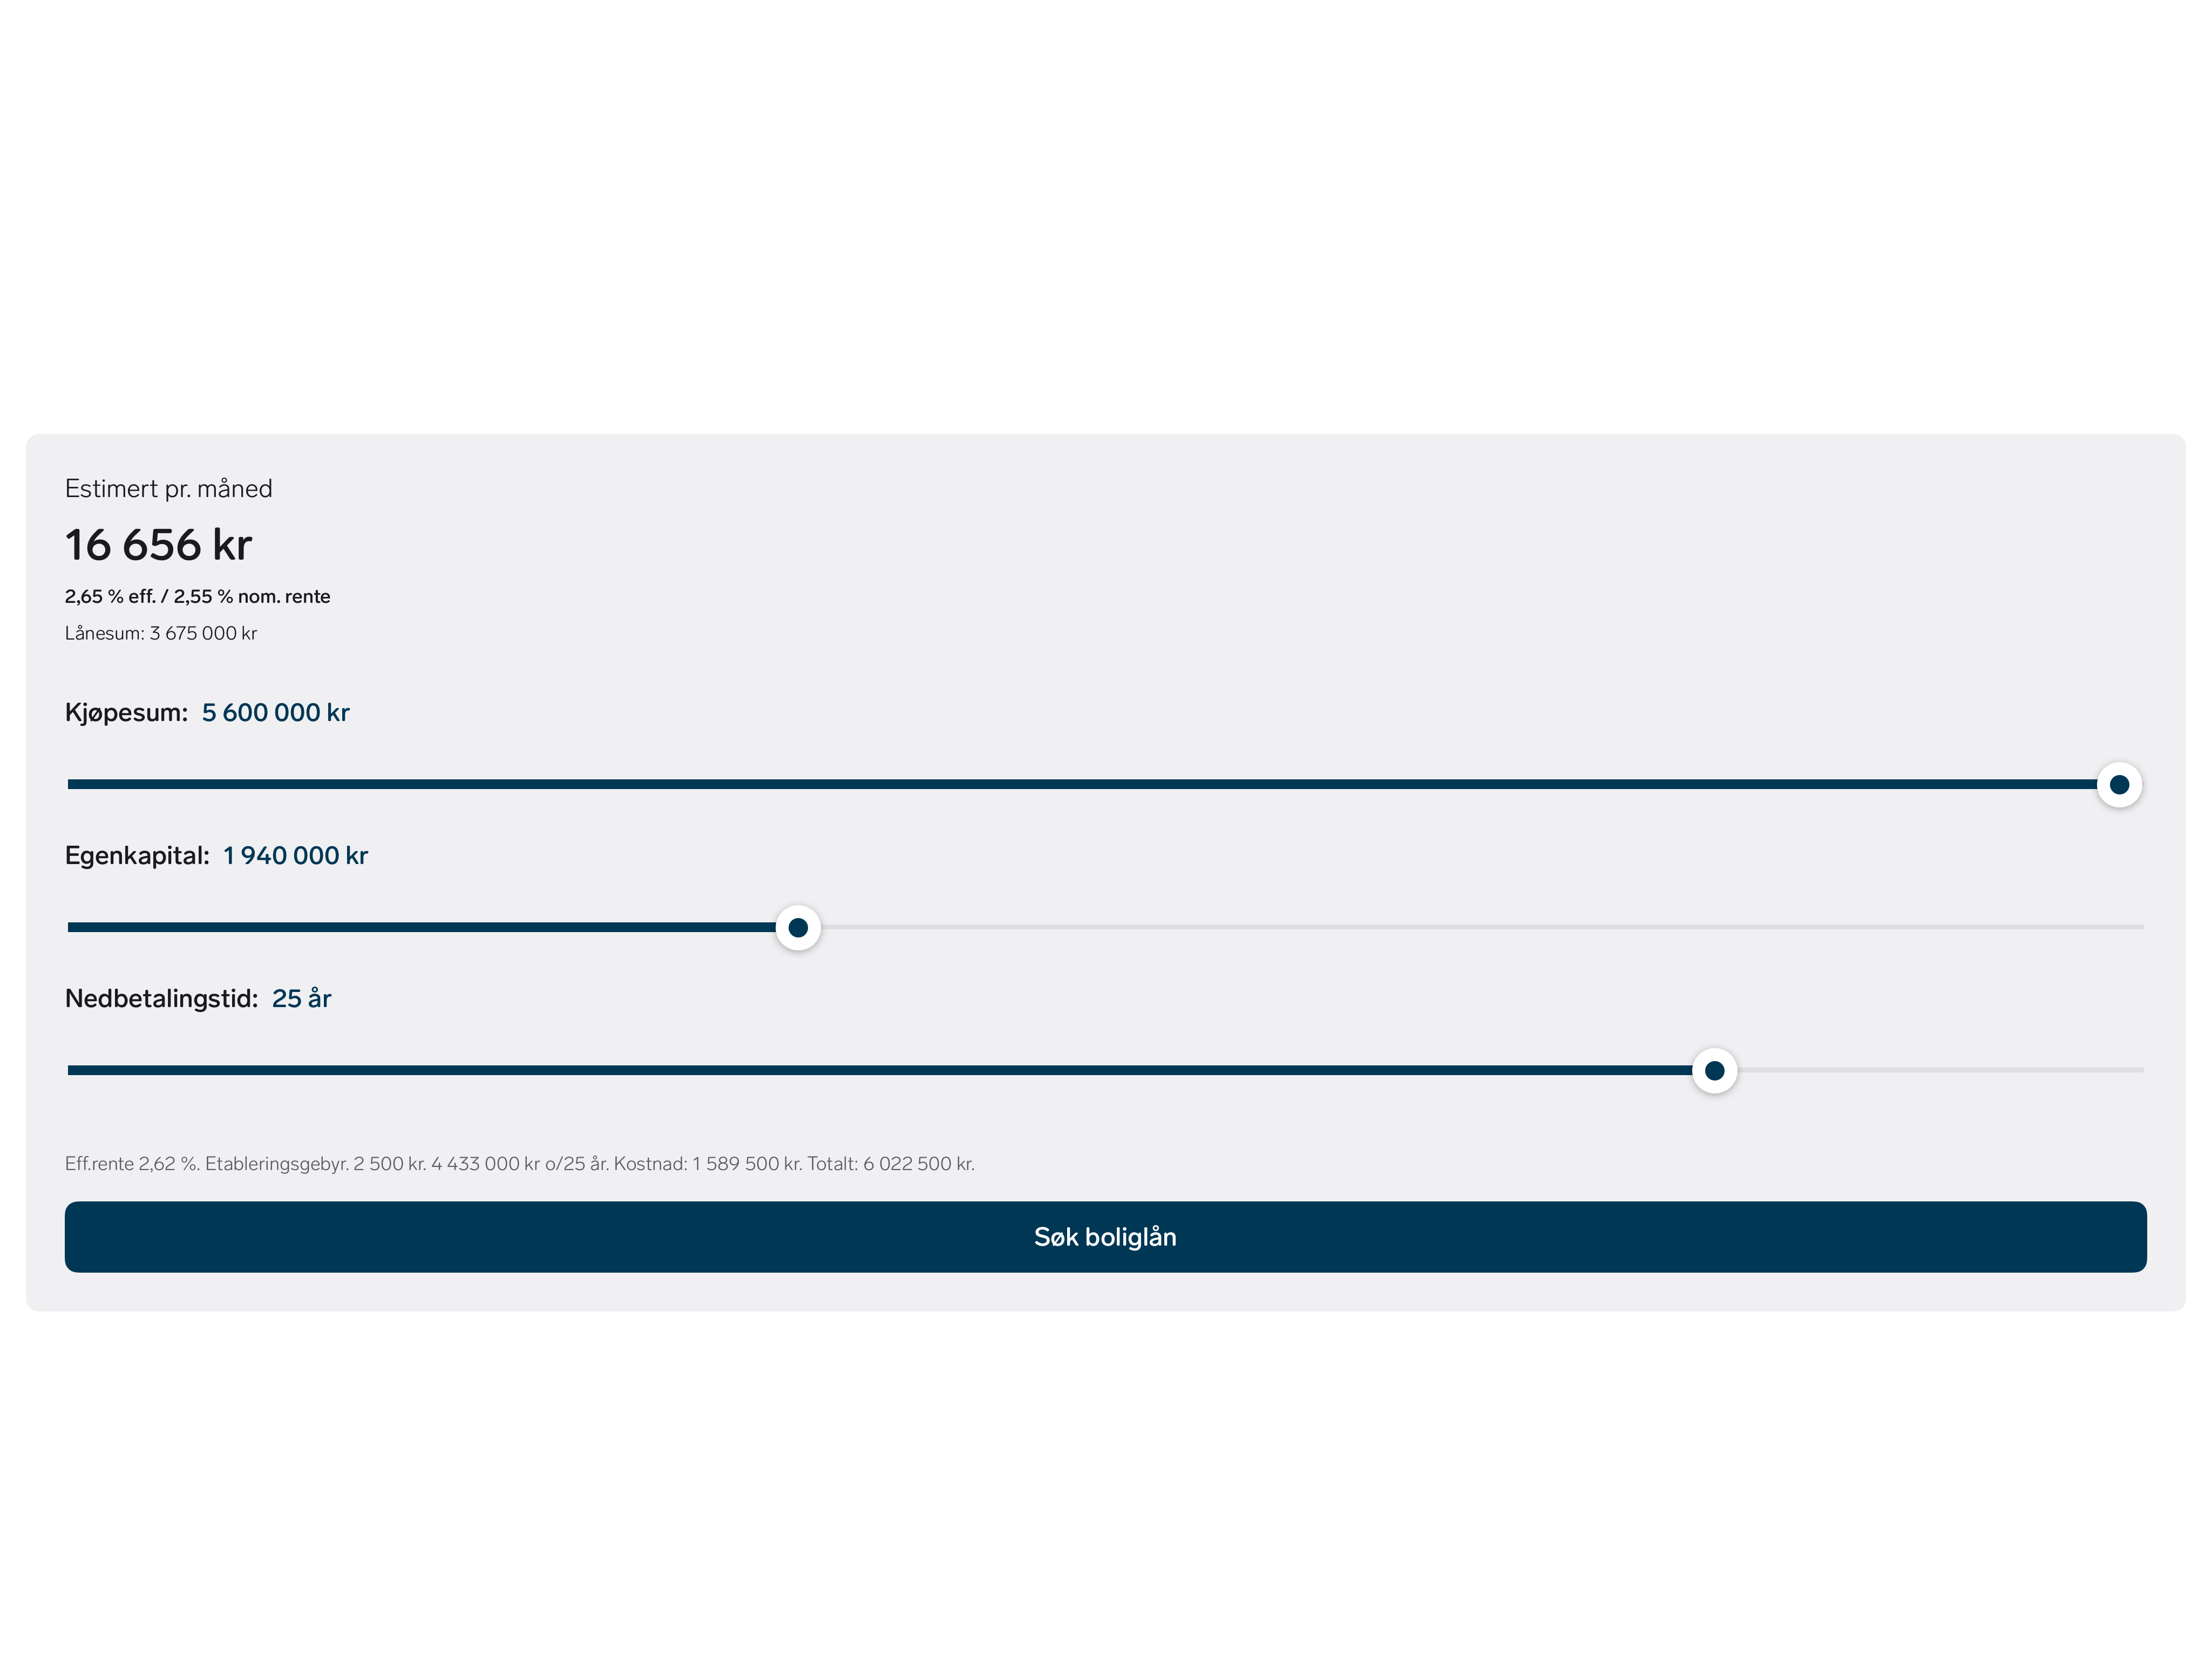 Estimert pr. måned
16 656 kr
2,65 % eff. / 2,55 % nom. rente
Lånesum: 3 675 000 kr
Kjøpesum: 5 600 000 kr
Egenkapital: 1 940 000 kr
Nedbetalingstid: 25 år
Eff.rente 2,62 %. Etableringsgebyr. 2 500 kr. 4 433 000 kr o/25 år. Kostnad: 1 589 500 kr. Totalt: 6 022 500 kr.
Søk boliglån